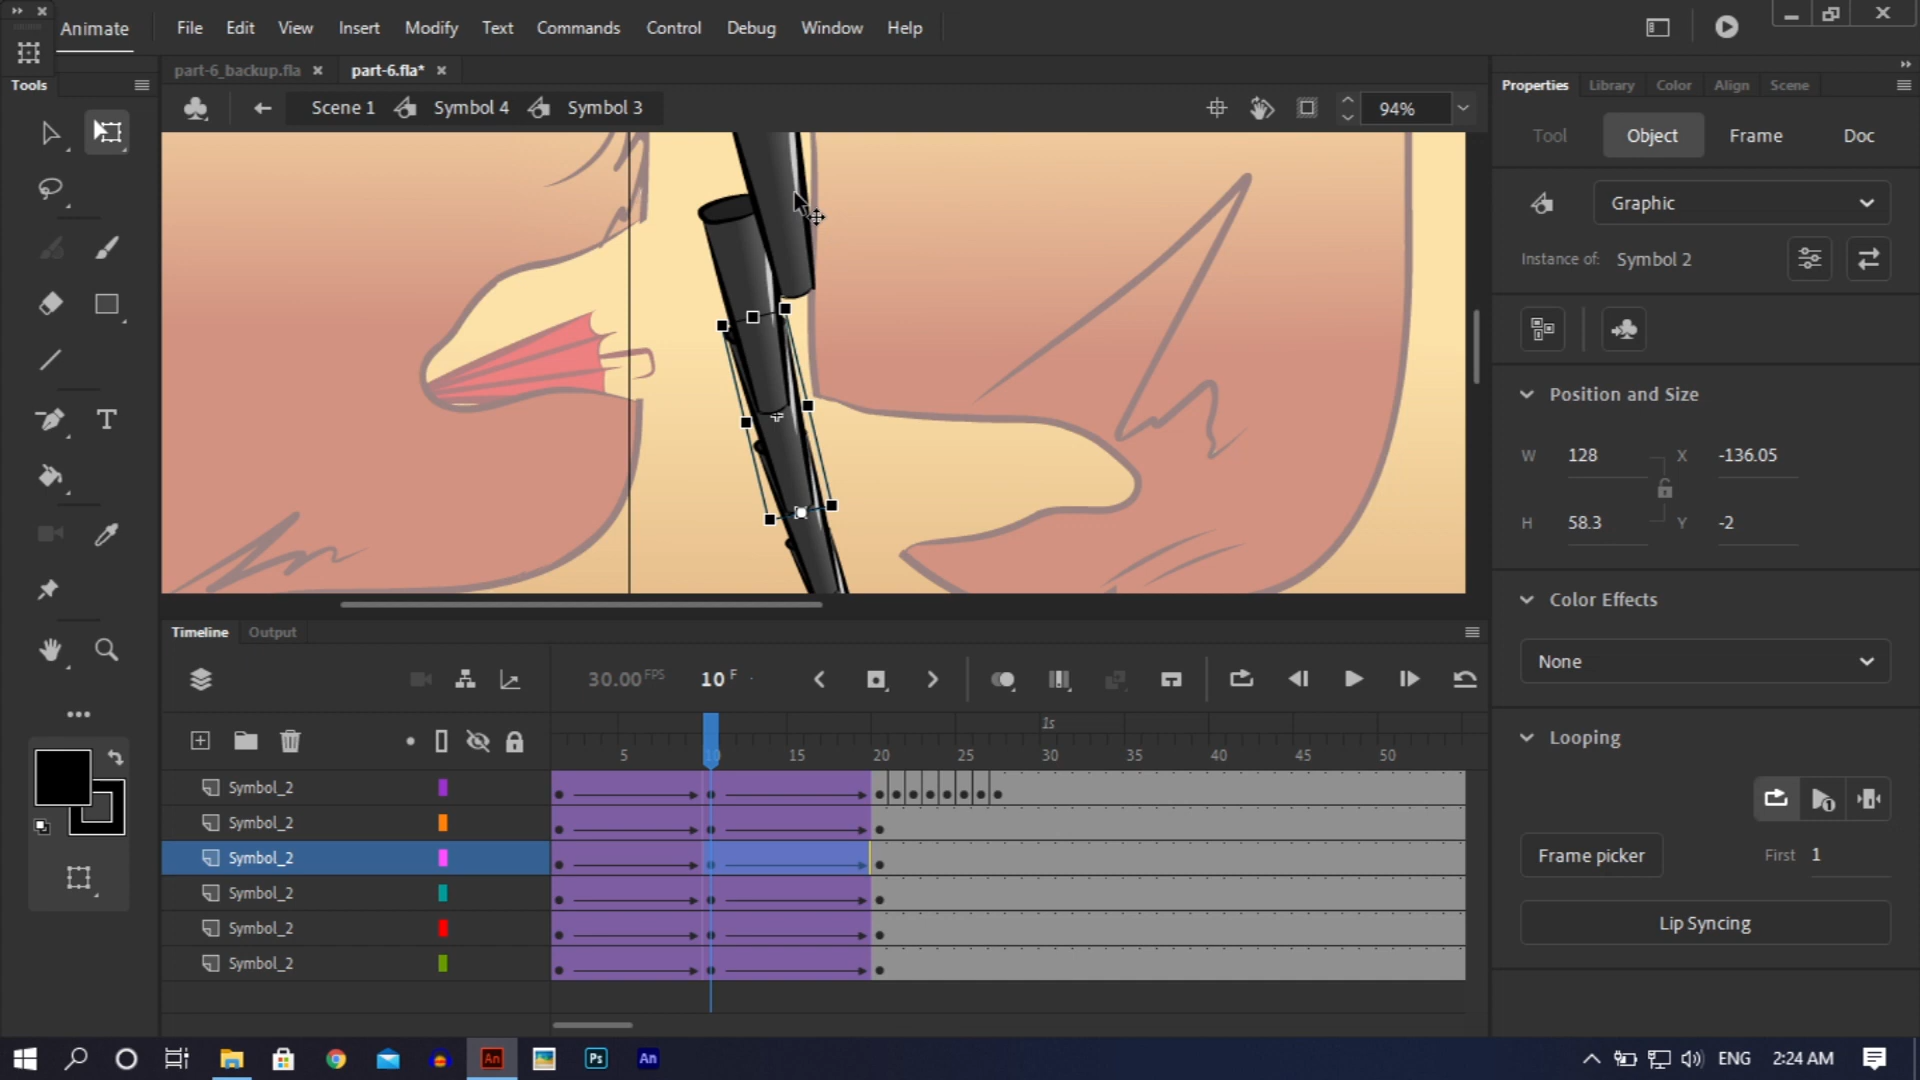 Animate File Edit View Insert Modify Text Commands Control Debug Window Help
Tools
part-6_backup.fla
part-6.fla*
Scene 1 Symbol 4 Symbol 3
94%
Properties Library Color Align Scene
Tool Object Frame Doc
Graphic
Instance of: Symbol 2
Position and Size
W 128 X -136.05
H 58.3 Y -2
Color Effects
None
Looping
Frame picker First 1
Lip Syncing
Timeline Output
30.00 FPS 10 F
1s
5 10 15 20 25 30 35 40 45 50
Symbol_2
Symbol_2
Symbol_2
Symbol_2
Symbol_2
Symbol_2
T
An Ps An
ENG 2:24 AM